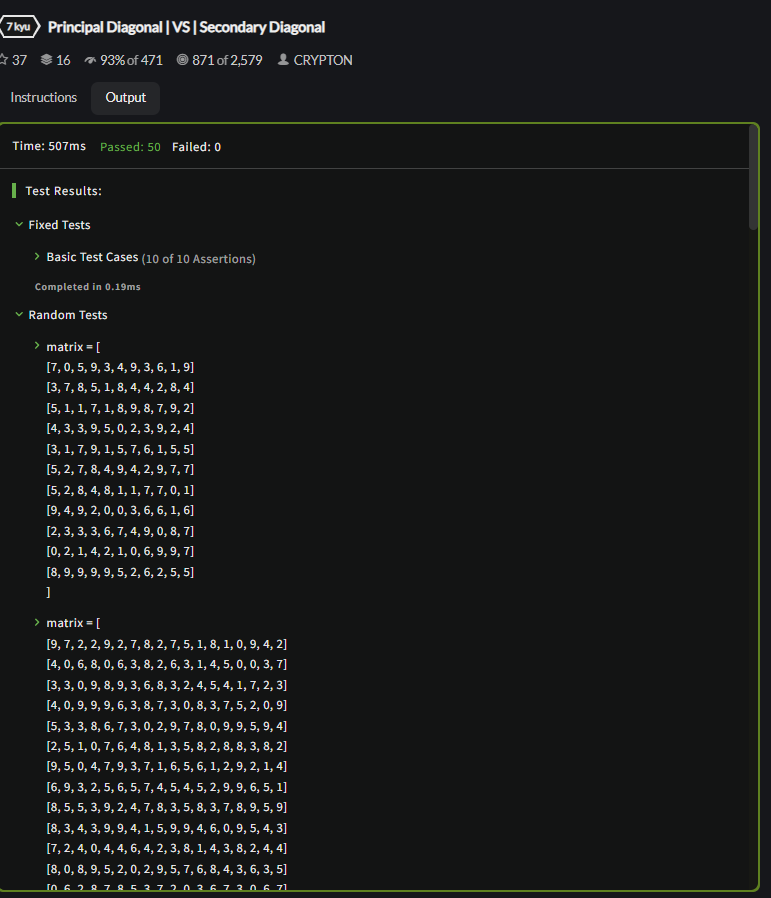 7 kyu Principal Diagonal | VS | Secondary Diagonal
37 16 93% of 471 871 of 2,579 CRYPTON
Instructions Output
Time: 507ms Passed: 50 Failed: 0
Test Results:
Fixed Tests
Basic Test Cases (10 of 10 Assertions)
Completed in 0.19ms
Random Tests
matrix = [
[7, 0, 5, 9, 3, 4, 9, 3, 6, 1, 9]
[3, 7, 8, 5, 1, 8, 4, 4, 2, 8, 4]
[5, 1, 1, 7, 1, 8, 9, 8, 7, 9, 2]
[4, 3, 3, 9, 5, 0, 2, 3, 9, 2, 4]
[3, 1, 7, 9, 1, 5, 7, 6, 1, 5, 5]
[5, 2, 7, 8, 4, 9, 4, 2, 9, 7, 7]
[5, 2, 8, 4, 8, 1, 1, 7, 7, 0, 1]
[9, 4, 9, 2, 0, 0, 3, 6, 6, 1, 6]
[2, 3, 3, 3, 6, 7, 4, 9, 0, 8, 7]
[0, 2, 1, 4, 2, 1, 0, 6, 9, 9, 7]
[8, 9, 9, 9, 9, 5, 2, 6, 2, 5, 5]
]
matrix = [
[9, 7, 2, 2, 9, 2, 7, 8, 2, 7, 5, 1, 8, 1, 0, 9, 4, 2]
[4, 0, 6, 8, 0, 6, 3, 8, 2, 6, 3, 1, 4, 5, 0, 0, 3, 7]
[3, 3, 0, 9, 8, 9, 3, 6, 8, 3, 2, 4, 5, 4, 1, 7, 2, 3]
[4, 0, 9, 9, 9, 6, 3, 8, 7, 3, 0, 8, 3, 7, 5, 2, 0, 9]
[5, 3, 3, 8, 6, 7, 3, 0, 2, 9, 7, 8, 0, 9, 9, 5, 9, 4]
[2, 5, 1, 0, 7, 6, 4, 8, 1, 3, 5, 8, 2, 8, 8, 3, 8, 2]
[9, 5, 0, 4, 7, 9, 3, 7, 1, 6, 5, 6, 1, 2, 9, 2, 1, 4]
[6, 9, 3, 2, 5, 6, 5, 7, 4, 5, 4, 5, 2, 9, 9, 6, 5, 1]
[8, 5, 5, 3, 9, 2, 4, 7, 8, 3, 5, 8, 3, 7, 8, 9, 5, 9]
[8, 3, 4, 3, 9, 9, 4, 1, 5, 9, 9, 4, 6, 0, 9, 5, 4, 3]
[7, 2, 4, 0, 4, 4, 6, 4, 2, 3, 8, 1, 4, 3, 8, 2, 4, 4]
[8, 0, 8, 9, 5, 2, 0, 2, 9, 5, 7, 6, 8, 4, 3, 6, 3, 5]
[0, 6, 2, 8, 7, 8, 5, 3, 7, 2, 0, 3, 6, 7, 3, 0, 6, 7]